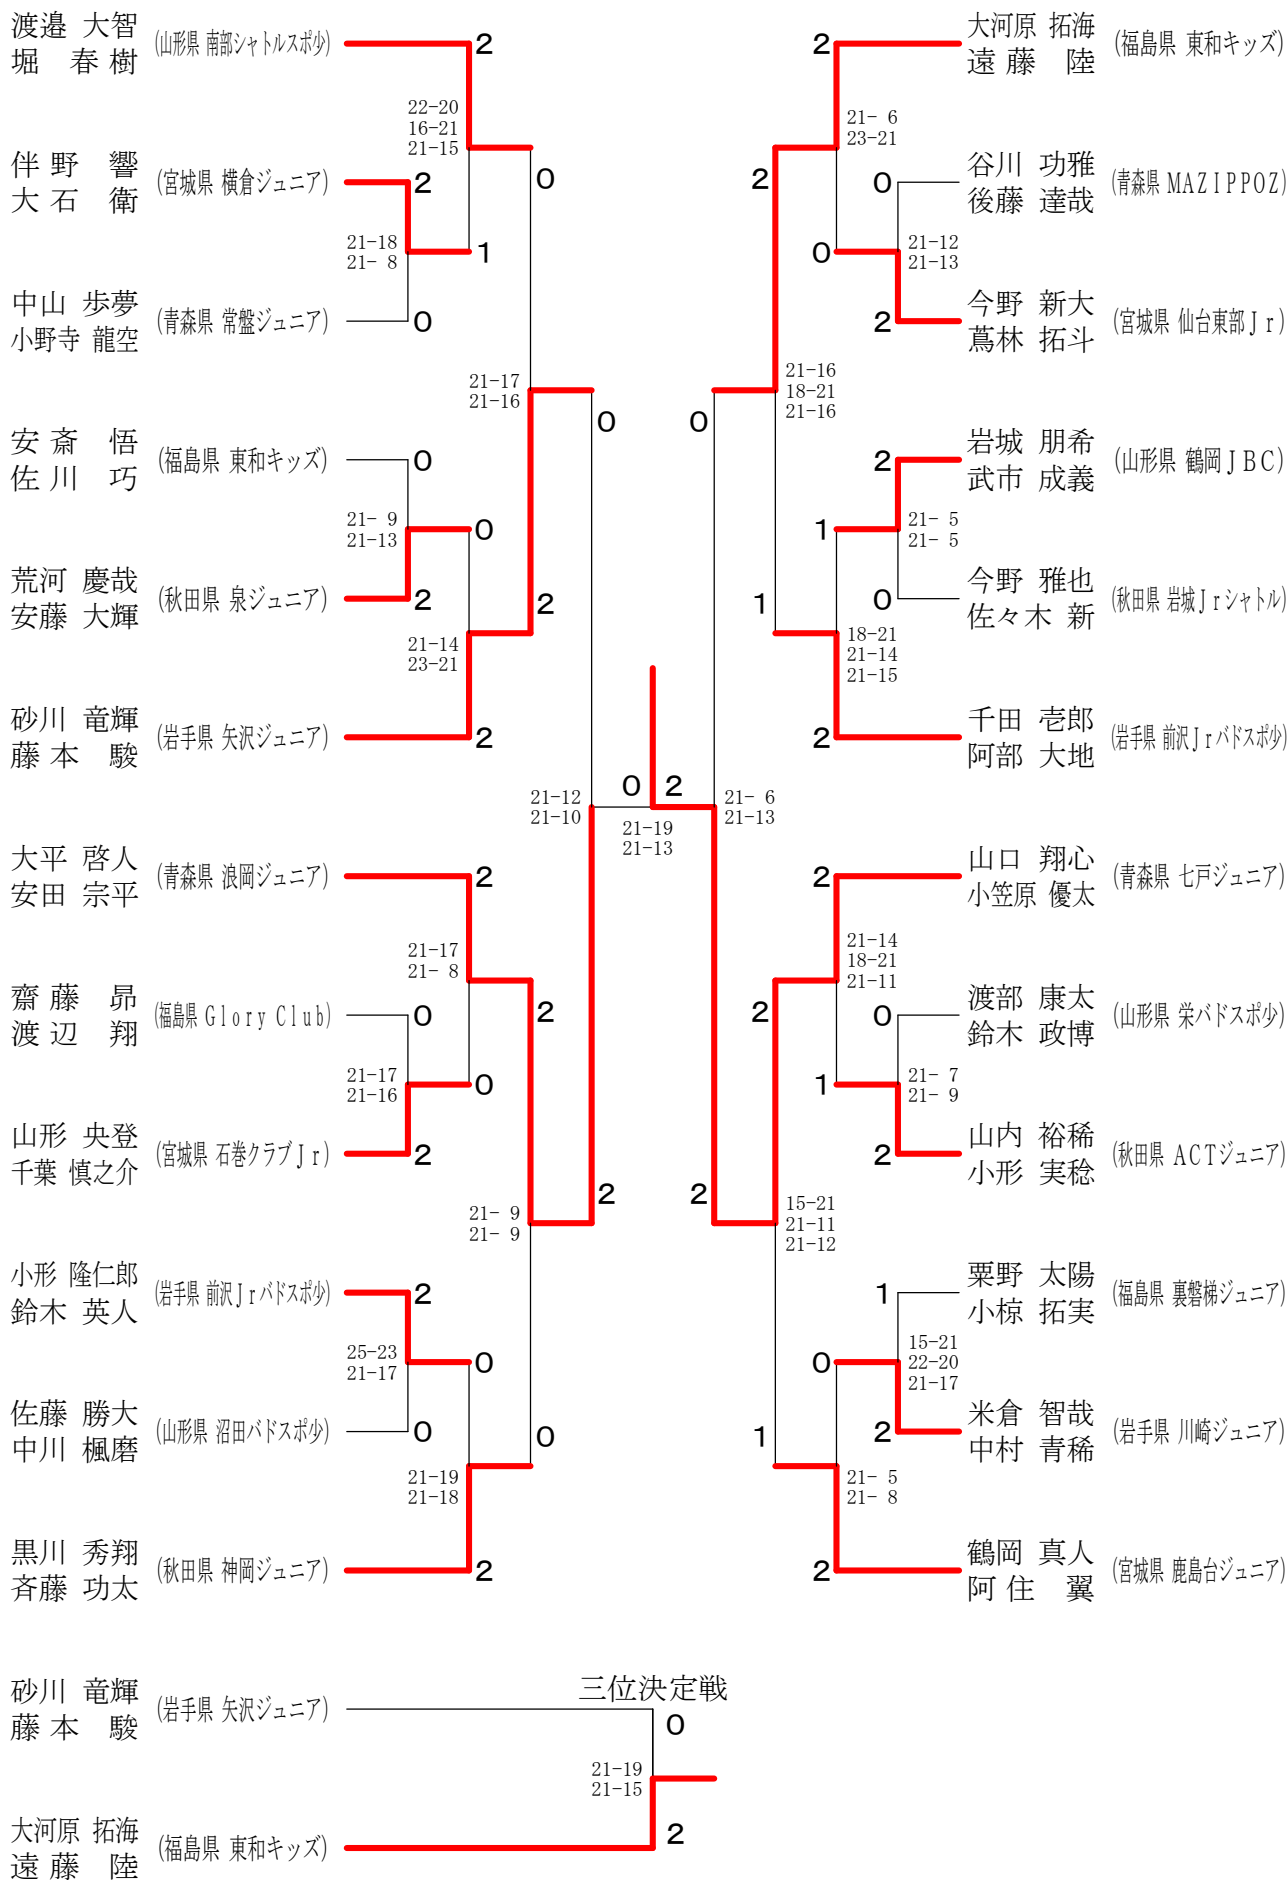 渡邉 大智
堀 春樹
(山形県 南部シャトルスポ少)
2
22-20
16-21
21-15
0
伴野 響
大石 衛
(宮城県 横倉ジュニア)
2
21-18
21- 8
1
中山 歩夢
小野寺 龍空
(青森県 常盤ジュニア)
0
21-17
21-16
0
安斎 悟
佐川 巧
(福島県 東和キッズ)
0
21- 9
21-13
0
荒河 慶哉
安藤 大輝
(秋田県 泉ジュニア)
2
2
21-14
23-21
砂川 竜輝
藤本 駿
(岩手県 矢沢ジュニア)
2
21-12
21-10
0
2
21-19
21-13
大平 啓人
安田 宗平
(青森県 浪岡ジュニア)
2
21-17
21- 8
齋藤 昴
渡辺 翔
(福島県 Glory Club)
0
2
21-17
21-16
0
山形 央登
千葉 慎之介
(宮城県 石巻クラブJr)
2
2
21- 9
21- 9
小形 隆仁郎
鈴木 英人
(岩手県 前沢Jrバドスポ少)
2
25-23
21-17
0
佐藤 勝大
中川 楓磨
(山形県 沼田バドスポ少)
0
0
21-19
21-18
黒川 秀翔
斉藤 功太
(秋田県 神岡ジュニア)
2
2
大河原 拓海
遠藤 陸
(福島県 東和キッズ)
21- 6
23-21
2
0
谷川 功雅
後藤 達哉
(青森県 MAZIPPOZ)
0
21-12
21-13
2
今野 新大
蔦林 拓斗
(宮城県 仙台東部Jr)
21-16
18-21
21-16
0
2
岩城 朋希
武市 成義
(山形県 鶴岡JBC)
1
21- 5
21- 5
1
0
今野 雅也
佐々木 新
(秋田県 岩城Jrシャトル)
18-21
21-14
21-15
2
千田 壱郎
阿部 大地
(岩手県 前沢Jrバドスポ少)
21- 6
21-13
2
山口 翔心
小笠原 優太
(青森県 七戸ジュニア)
21-14
18-21
21-11
2
0
渡部 康太
鈴木 政博
(山形県 栄バドスポ少)
1
21- 7
21- 9
2
山内 裕稀
小形 実稔
(秋田県 ACTジュニア)
2
15-21
21-11
21-12
1
粟野 太陽
小椋 拓実
(福島県 裏磐梯ジュニア)
0
15-21
22-20
21-17
1
2
米倉 智哉
中村 青稀
(岩手県 川崎ジュニア)
21- 5
21- 8
2
鶴岡 真人
阿住 翼
(宮城県 鹿島台ジュニア)
三位決定戦
砂川 竜輝
藤本 駿
(岩手県 矢沢ジュニア)
0
21-19
21-15
大河原 拓海
遠藤 陸
(福島県 東和キッズ)
2